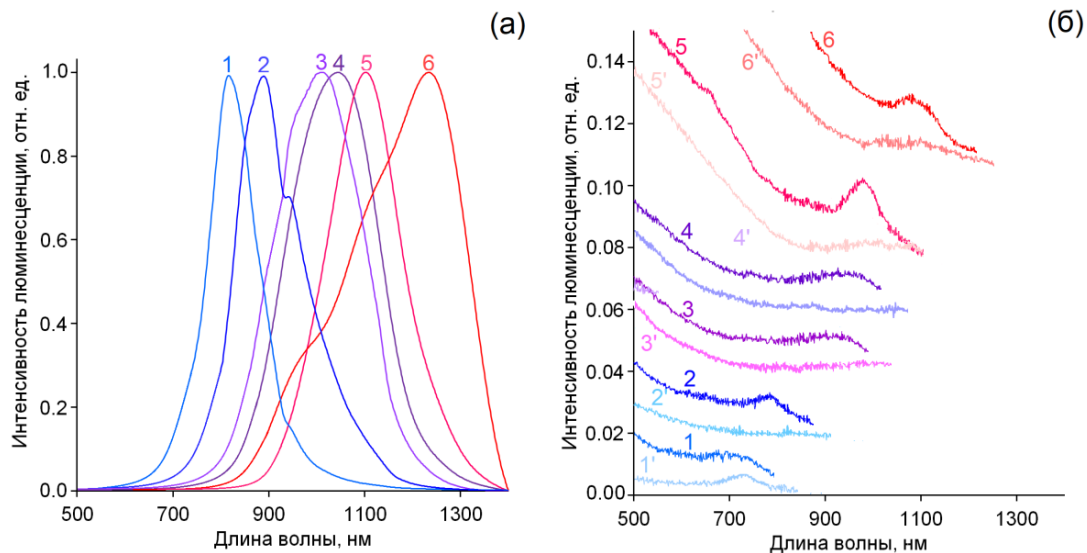 (а)
Интенсивность люминесценции, отн. ед.
1.0
0.8
0.6
0.4
0.2
0.0
1 2 3 4 5 6
500 700 900 1100 1300
Длина волны, нм
(б)
Интенсивность люминесценции, отн. ед.
0.14
0.12
0.10
0.08
0.06
0.04
0.02
0.00
5 6' 6
5'
4 4'
3
3'
2
2'
1
1'
500 700 900 1100 1300
Длина волны, нм